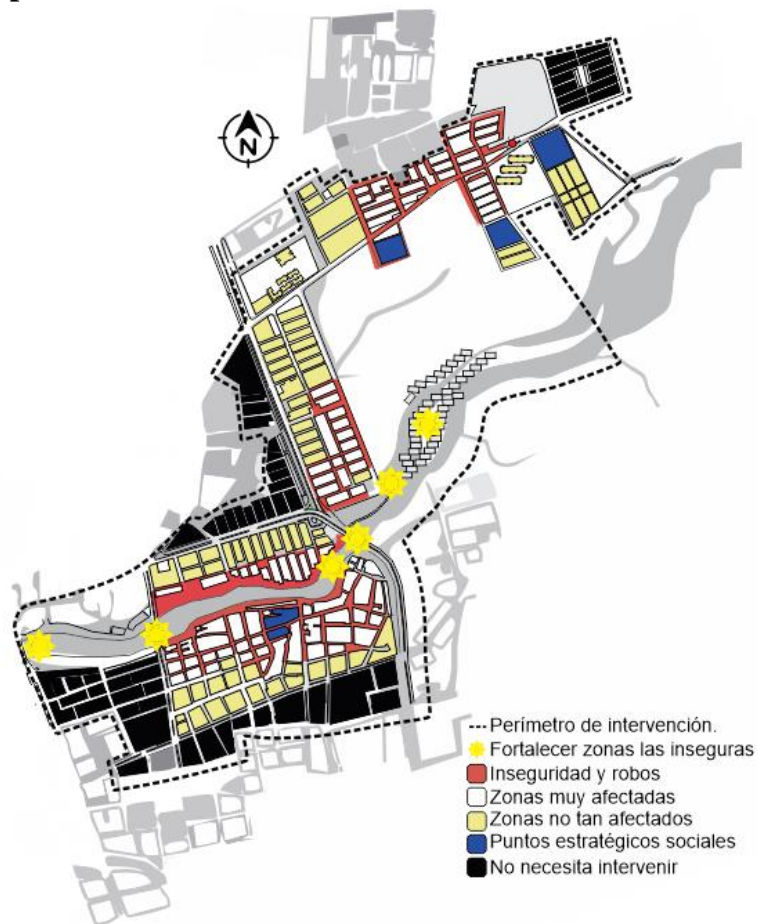 N
Perímetro de intervención.
Fortalecer zonas las inseguras
Inseguridad y robos
Zonas muy afectadas
Zonas no tan afectados
Puntos estratégicos sociales
No necesita intervenir